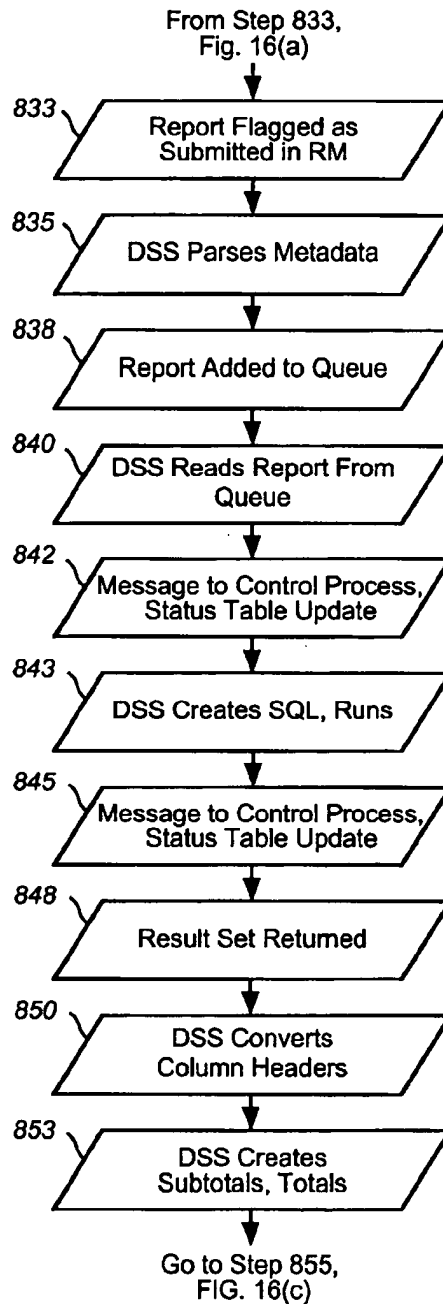 From Step 833,
Fig. 16(a)
833
Report Flagged as
Submitted in RM
835
DSS Parses Metadata
838
Report Added to Queue
840
DSS Reads Report From
Queue
842
Message to Control Process,
Status Table Update
843
DSS Creates SQL, Runs
845
Message to Control Process,
Status Table Update
848
Result Set Returned
850
DSS Converts
Column Headers
853
DSS Creates
Subtotals, Totals
Go to Step 855,
FIG. 16(c)